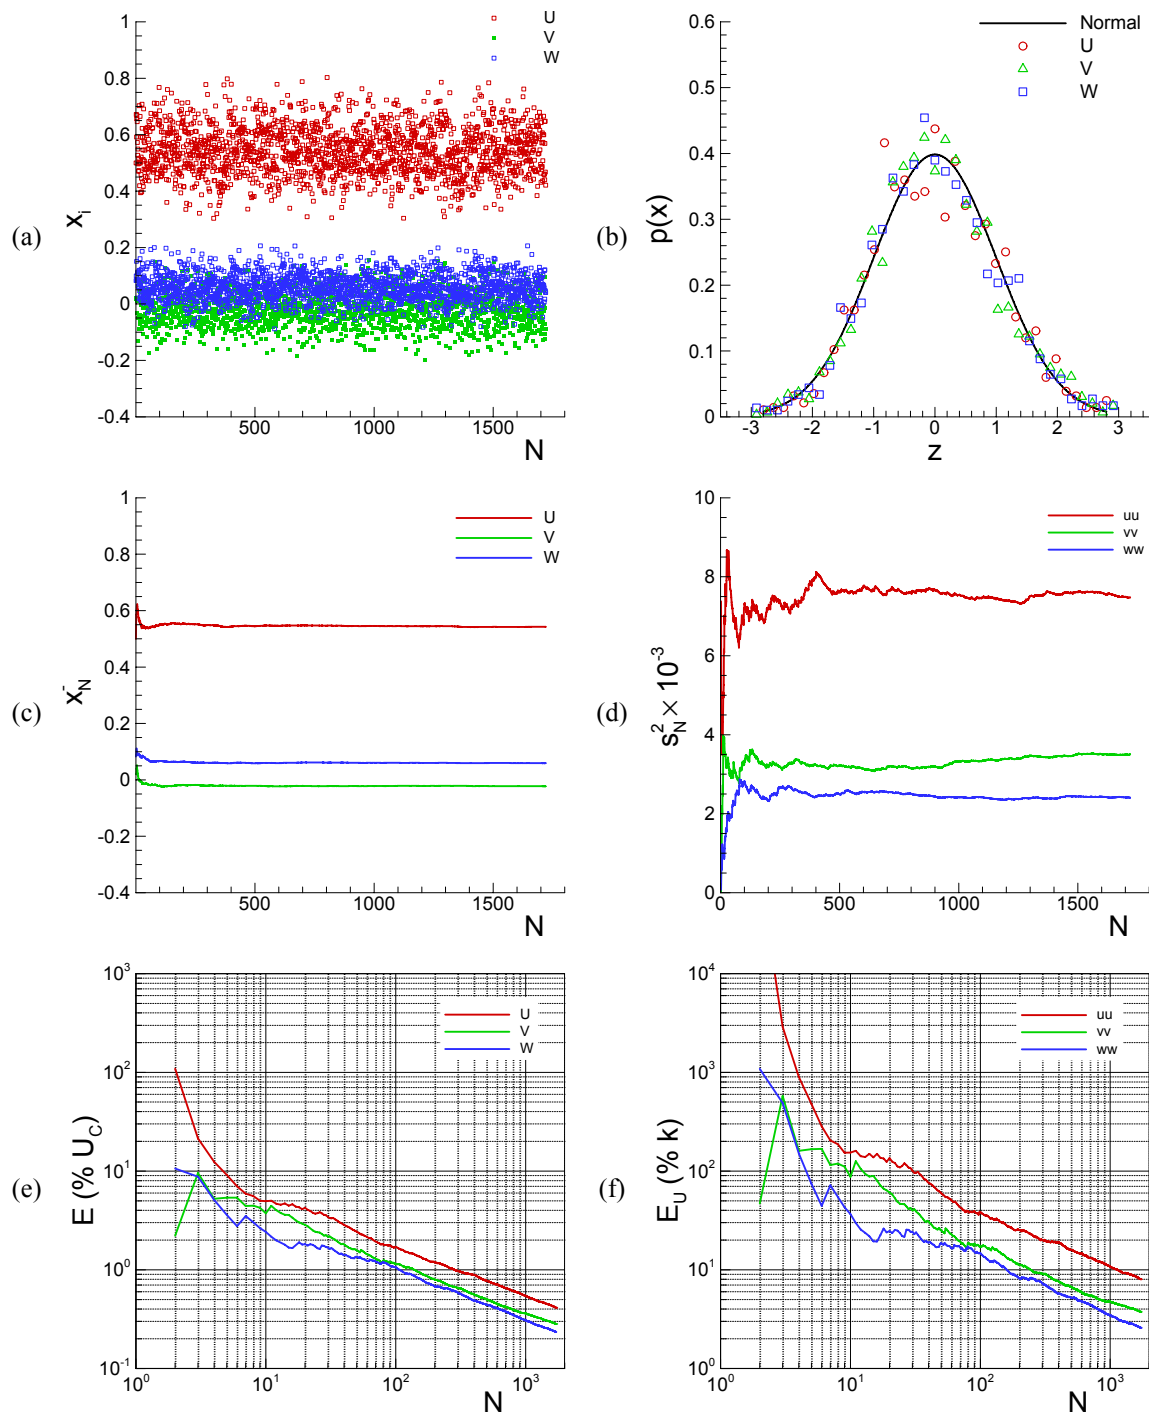 (a)
x_i
1
0.8
0.6
0.4
0.2
0
-0.2
-0.4
500
1000
1500
N
U
V
W
(b)
p(x)
0.6
0.5
0.4
0.3
0.2
0.1
0
-3
-2
-1
0
1
2
3
z
Normal
U
V
W
(c)
x̄_N
1
0.8
0.6
0.4
0.2
0
-0.2
-0.4
500
1000
1500
N
U
V
W
(d)
s_N^2 × 10^-3
10
8
6
4
2
0
0
500
1000
1500
N
uu
vv
ww
(e)
E (% U_C)
10^3
10^2
10^1
10^0
10^-1
10^0
10^1
10^2
10^3
N
U
V
W
(f)
E_U (% k)
10^4
10^3
10^2
10^1
10^0
10^0
10^1
10^2
10^3
N
uu
vv
ww